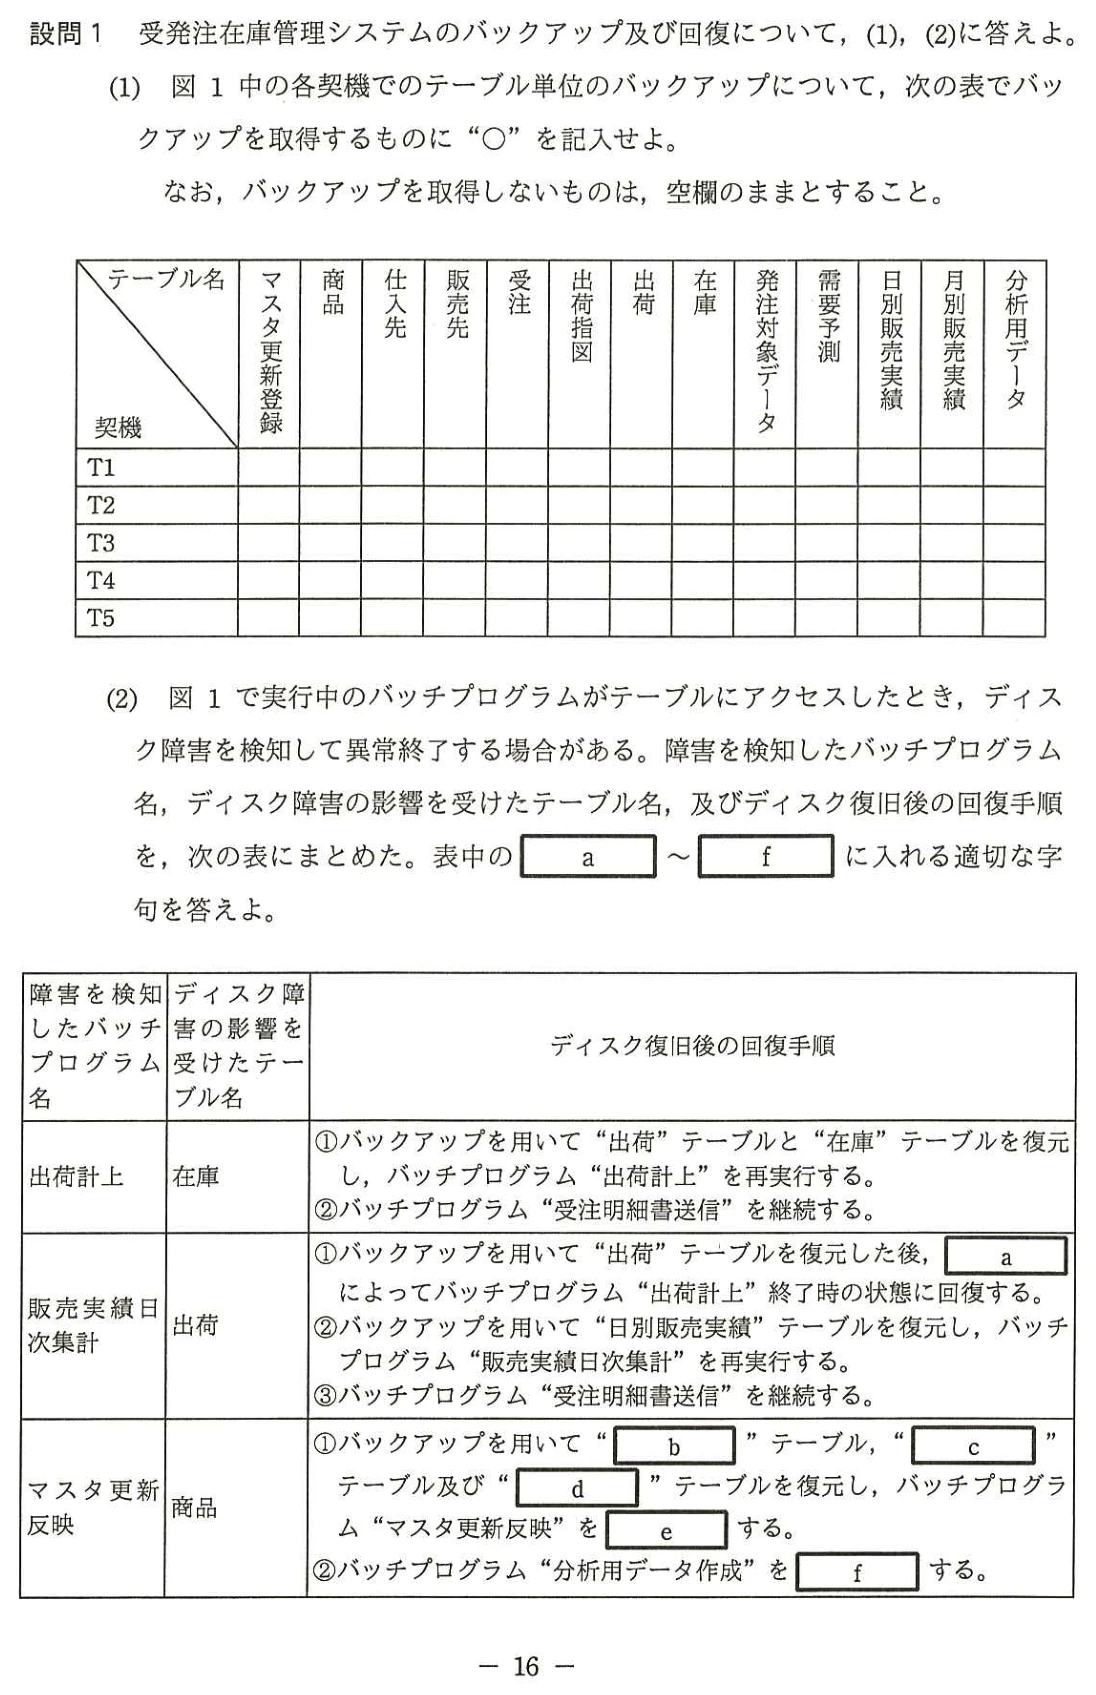 設問1 受発注在庫管理システムのバックアップ及び回復について，(1)，(2)に答えよ。
(1) 図 1 中の各契機でのテーブル単位のバックアップについて，次の表でバッ
クアップを取得するものに“○”を記入せよ。
なお，バックアップを取得しないものは，空欄のままとすること。
テーブル名
契機
マスタ更新登録
商品
仕入先
販売先
受注
出荷指図
出荷
在庫
発注対象データ
需要予測
日別販売実績
月別販売実績
分析用データ
T1
T2
T3
T4
T5
(2) 図 1 で実行中のバッチプログラムがテーブルにアクセスしたとき，ディス
ク障害を検知して異常終了する場合がある。障害を検知したバッチプログラム
名，ディスク障害の影響を受けたテーブル名，及びディスク復旧後の回復手順
を，次の表にまとめた。表中の a ～ f に入れる適切な字
句を答えよ。
障害を検知
したバッチ
プログラム
名
ディスク障
害の影響を
受けたテー
ブル名
ディスク復旧後の回復手順
出荷計上
在庫
①バックアップを用いて“出荷”テーブルと“在庫”テーブルを復元
し，バッチプログラム“出荷計上”を再実行する。
②バッチプログラム“受注明細書送信”を継続する。
販売実績日
次集計
出荷
①バックアップを用いて“出荷”テーブルを復元した後， a
によってバッチプログラム“出荷計上”終了時の状態に回復する。
②バックアップを用いて“日別販売実績”テーブルを復元し，バッチ
プログラム“販売実績日次集計”を再実行する。
③バッチプログラム“受注明細書送信”を継続する。
マスタ更新
反映
商品
①バックアップを用いて“ b ”テーブル，“ c ”
テーブル及び“ d ”テーブルを復元し，バッチプログラ
ム“マスタ更新反映”を e する。
②バッチプログラム“分析用データ作成”を f する。
－ 16 －